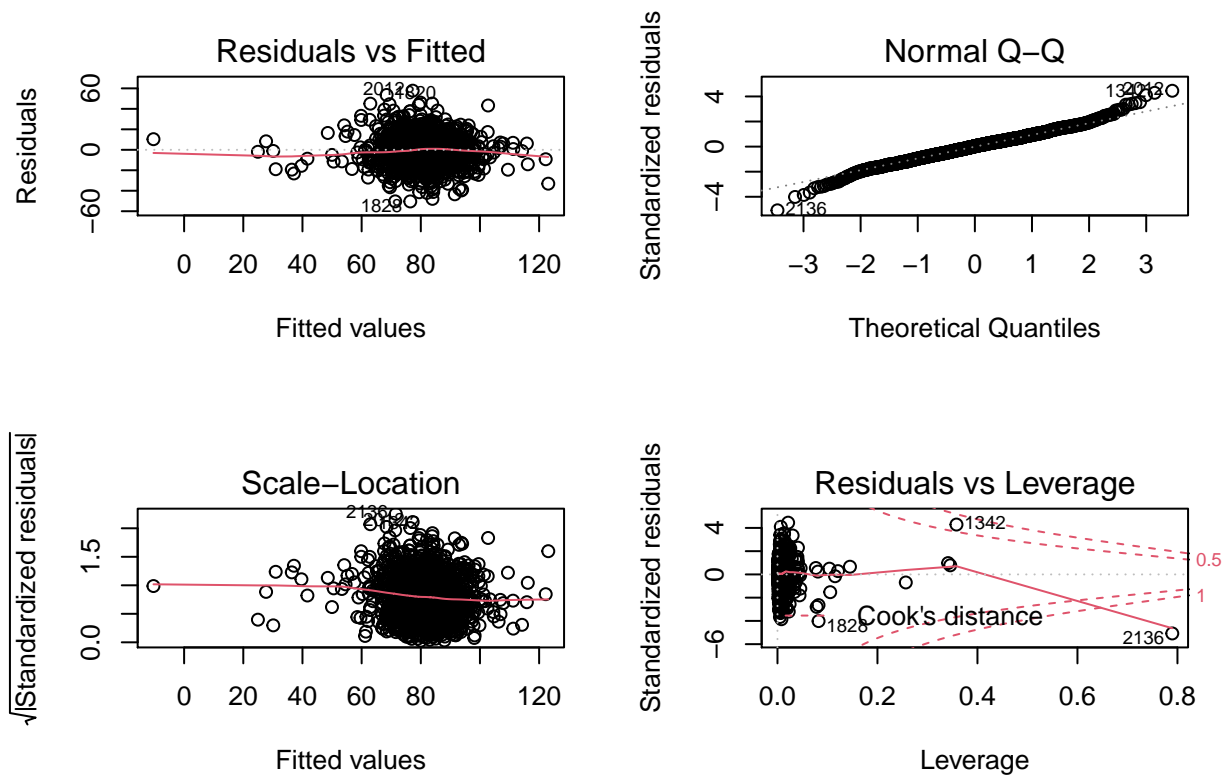 Residuals vs Fitted
Residuals
60
0
−60
2012
1820
1828
0 20 40 60 80 100 120
Fitted values
Normal Q−Q
Standardized residuals
4
0
−4
1342
2012
2136
−3 −2 −1 0 1 2 3
Theoretical Quantiles
Scale−Location
√|Standardized residuals|
1.5
0.0
2136
0 20 40 60 80 120
Fitted values
Residuals vs Leverage
Standardized residuals
4
0
−6
1342
0.5
1
Cook's distance
1828
2136
0.0 0.2 0.4 0.6 0.8
Leverage